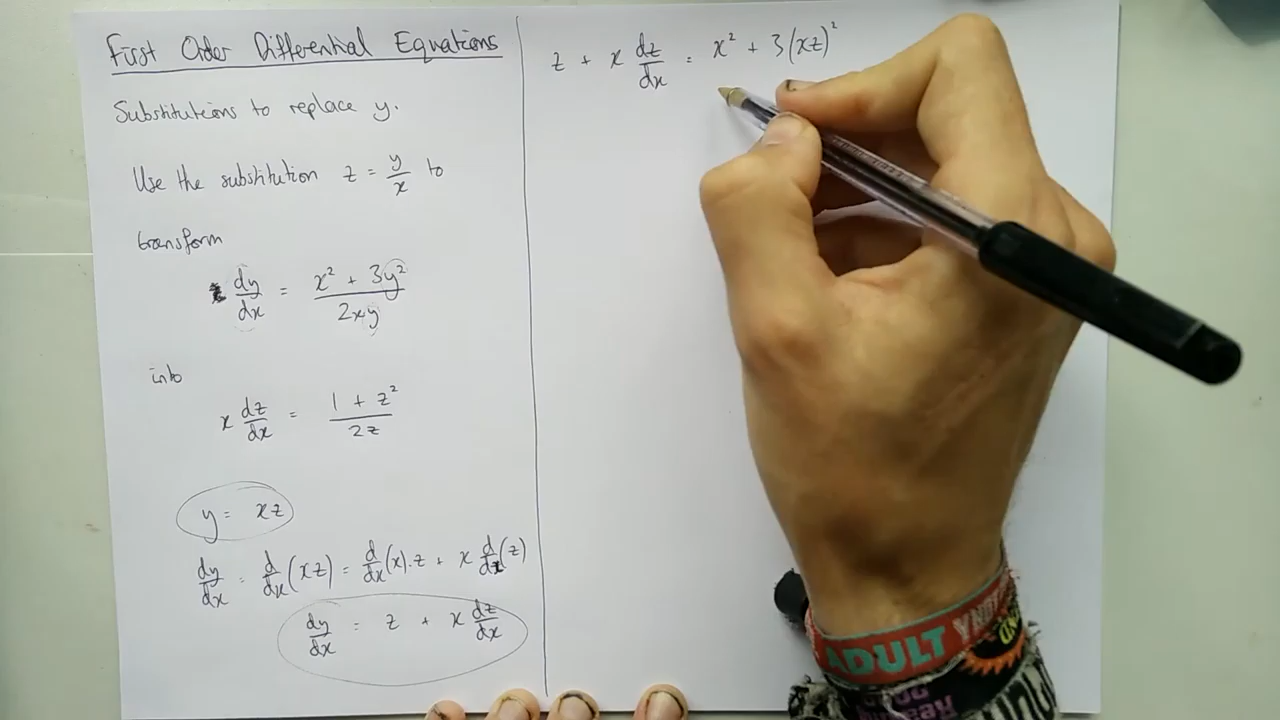 First Order Differential Equations
Substitutions to replace y.
Use the substitution z = y/x to
transform
dy/dx = (x² + 3y²)/(2xy)
into
x dz/dx = (1 + z²)/(2z)
y = xz
dy/dx = d/dx(xz) = d/dx(x).z + x d/dx(z)
dy/dx = z + x dz/dx
z + x dz/dx = x² + 3(xz)²
ADULT